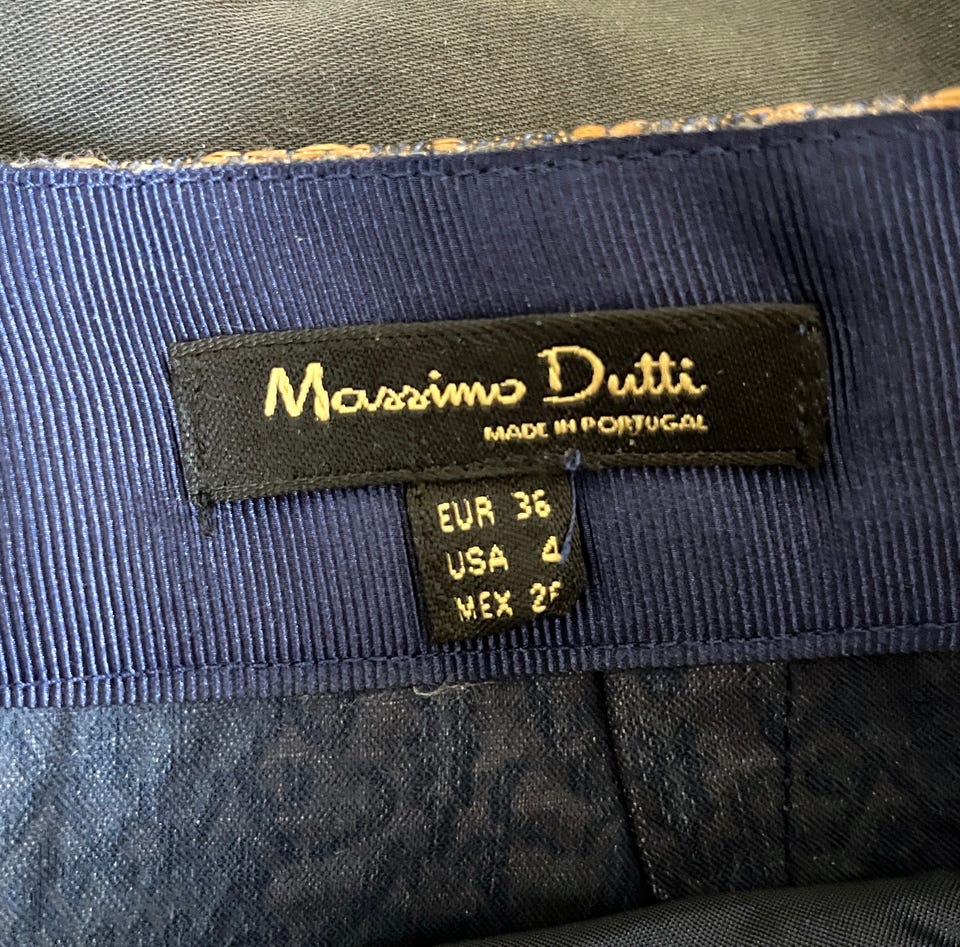 Massimo Dutti
MADE IN PORTUGAL
EUR 36
USA 4
MEX